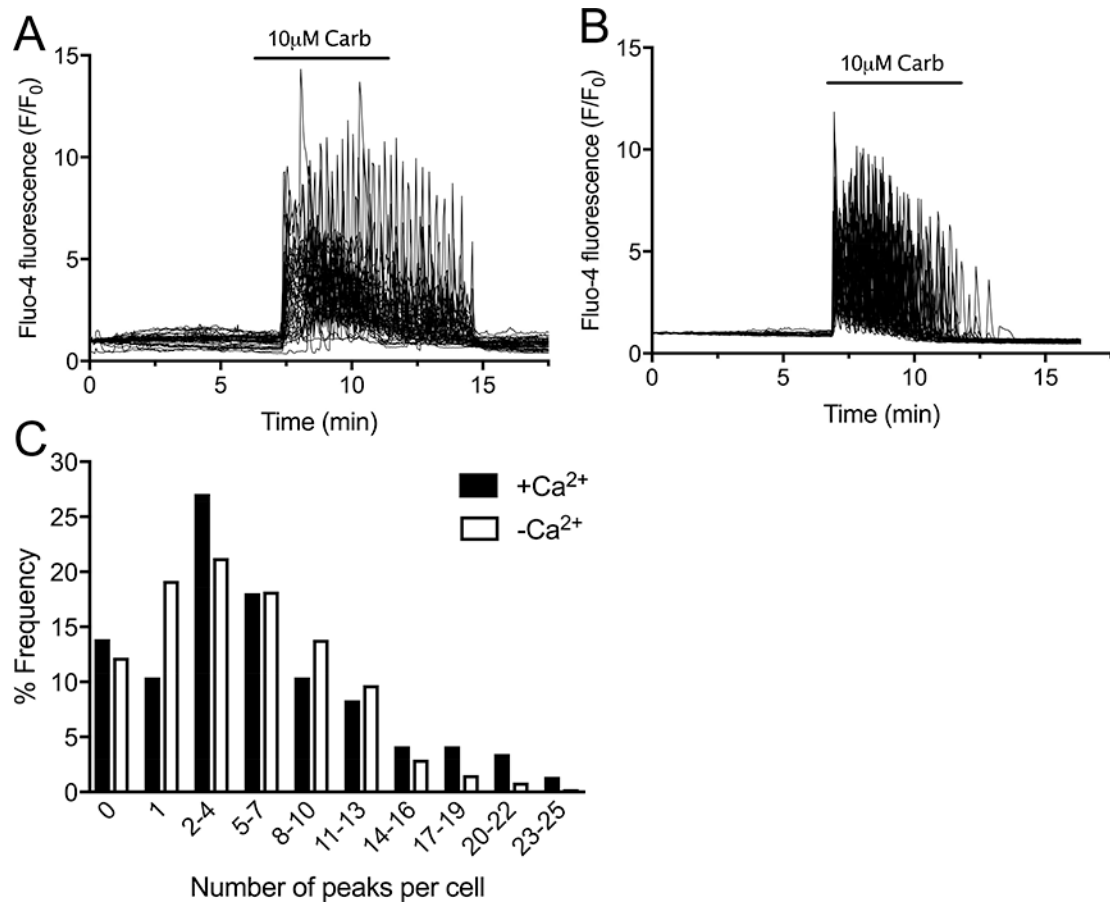 A
10μM Carb
15
10
5
0
Fluo-4 fluorescence (F/F₀)
0
5
10
15
Time (min)
B
10μM Carb
15
10
5
0
Fluo-4 fluorescence (F/F₀)
0
5
10
15
Time (min)
C
30
25
20
15
10
5
0
% Frequency
+Ca²⁺
-Ca²⁺
0
1
2-4
5-7
8-10
11-13
14-16
17-19
20-22
23-25
Number of peaks per cell